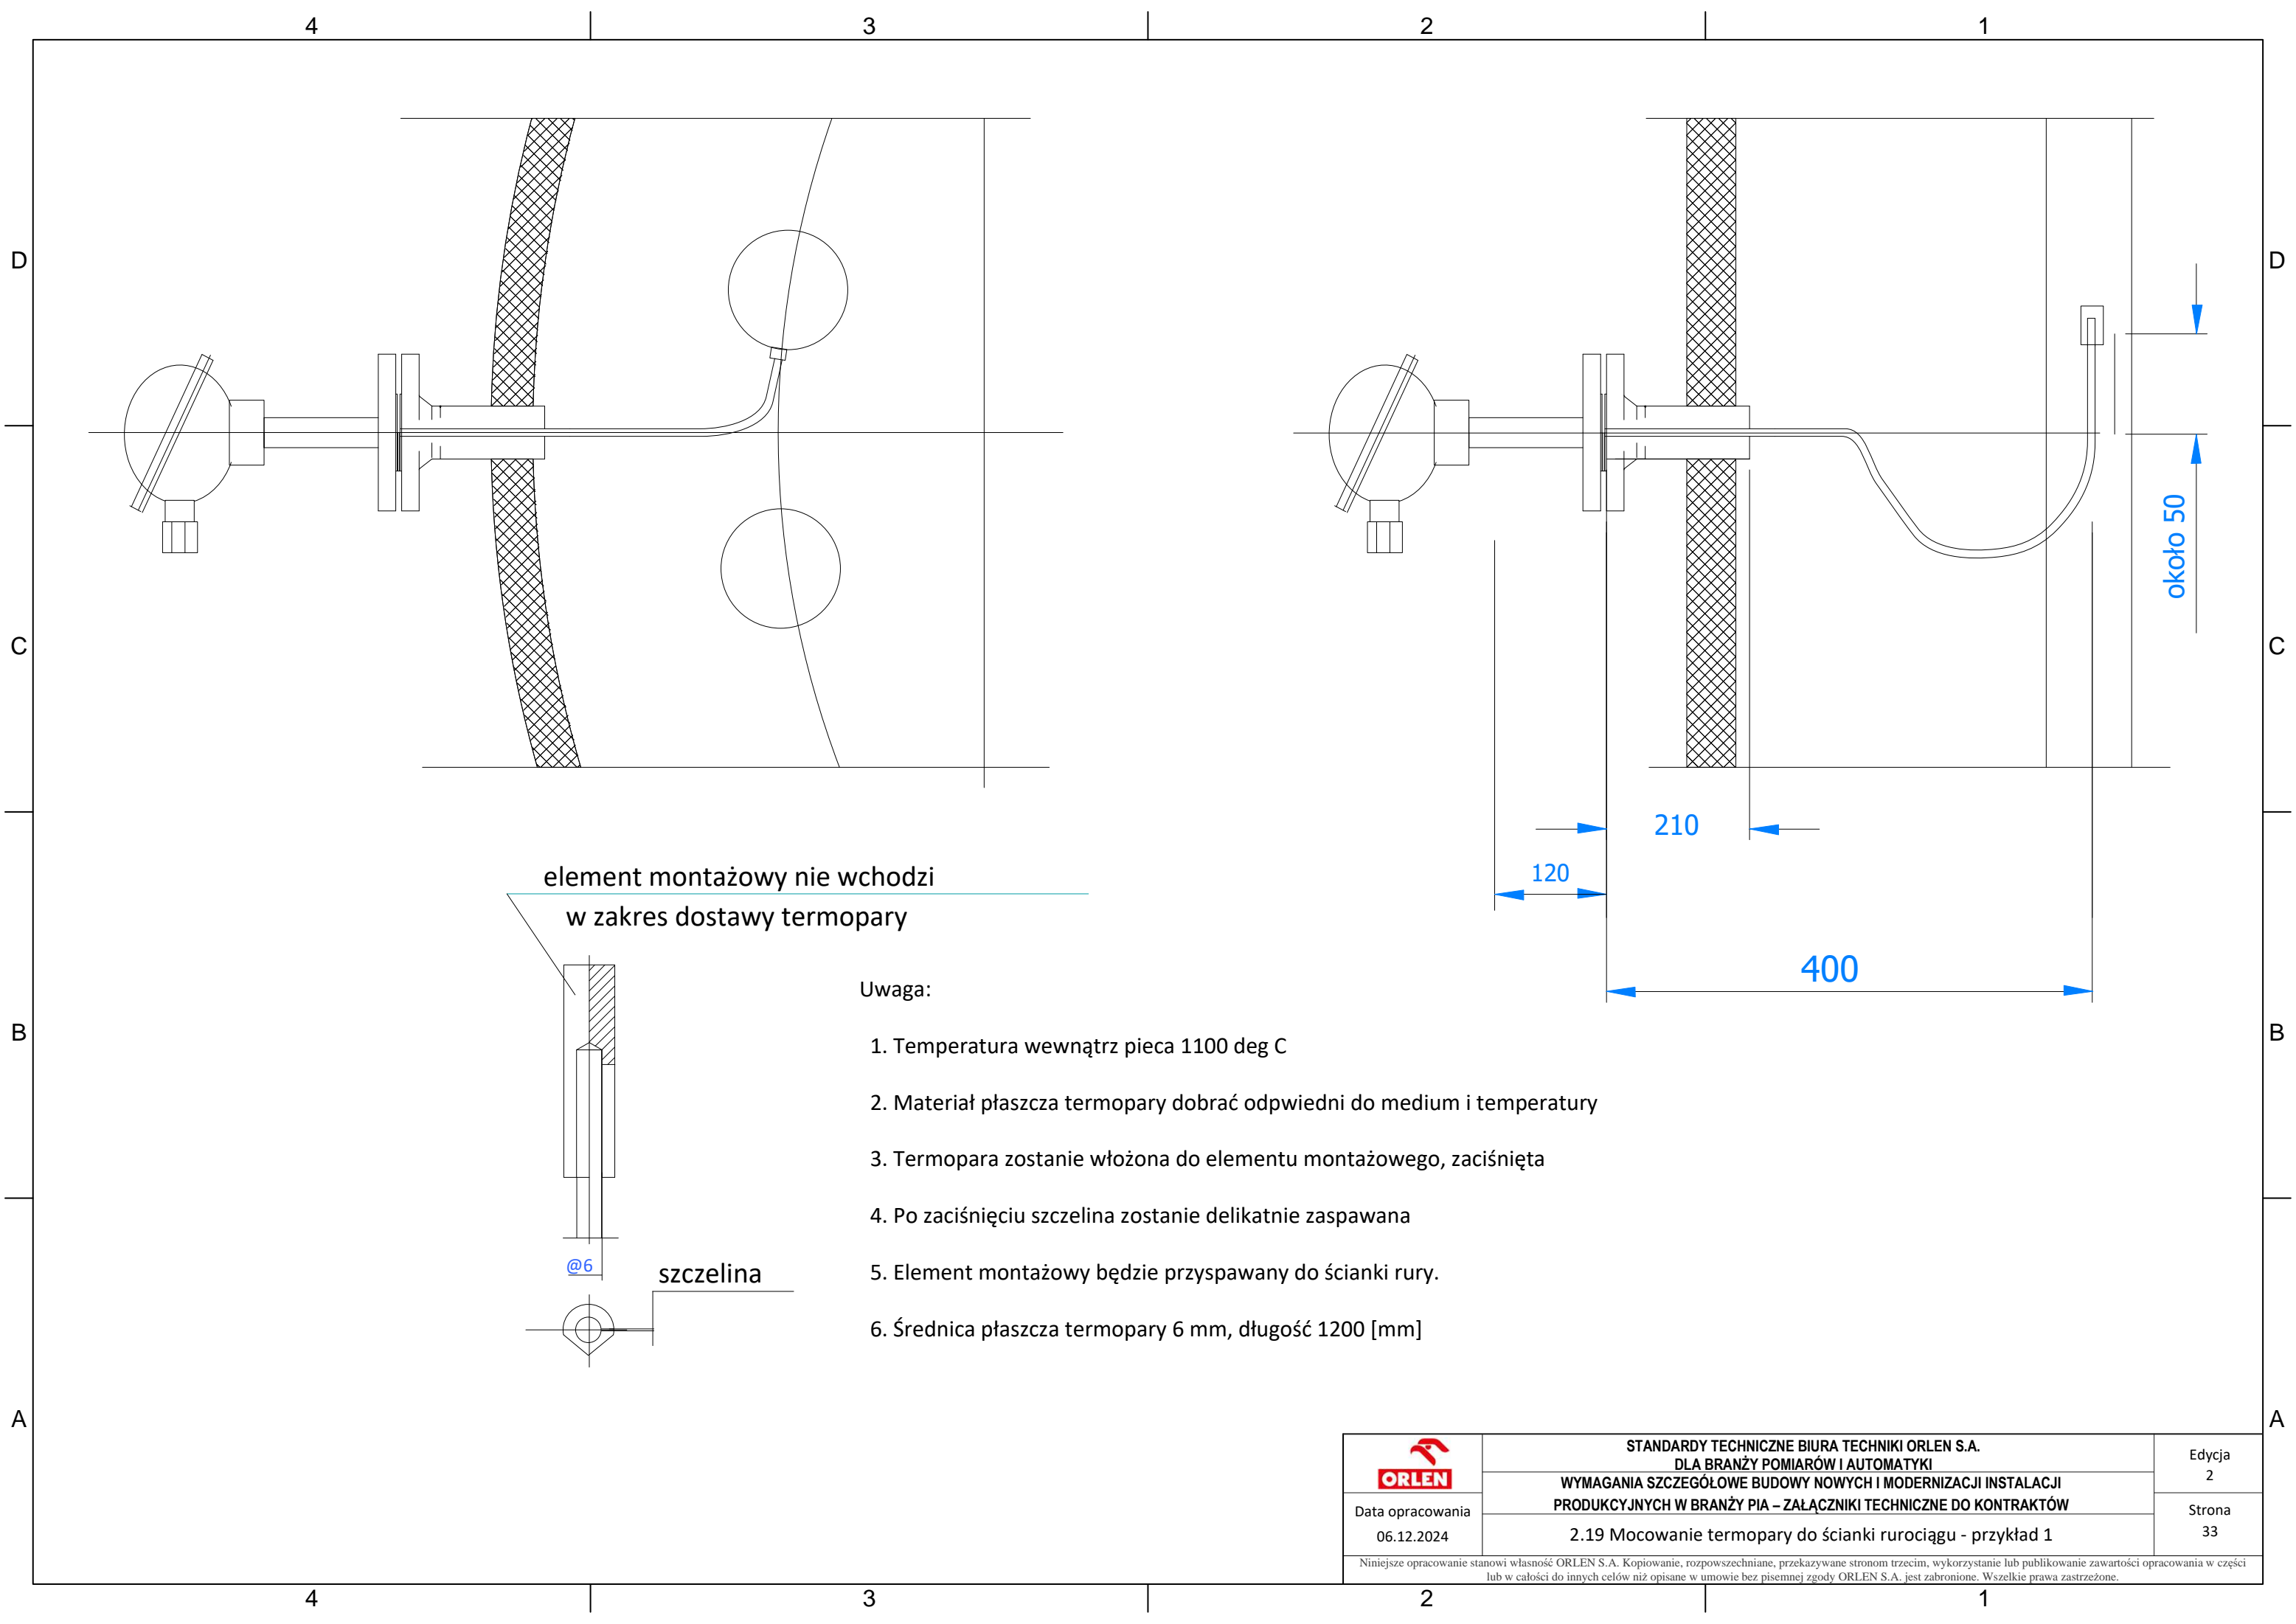 4 3 2 1
D D
C C
B B
A A
około 50
210
120
400
element montażowy nie wchodzi
w zakres dostawy termopary
@6
szczelina
Uwaga:
1. Temperatura wewnątrz pieca 1100 deg C
2. Materiał płaszcza termopary dobrać odpwiedni do medium i temperatury
3. Termopara zostanie włożona do elementu montażowego, zaciśnięta
4. Po zaciśnięciu szczelina zostanie delikatnie zaspawana
5. Element montażowy będzie przyspawany do ścianki rury.
6. Średnica płaszcza termopary 6 mm, długość 1200 [mm]
ORLEN
Data opracowania
06.12.2024
STANDARDY TECHNICZNE BIURA TECHNIKI ORLEN S.A.
DLA BRANŻY POMIARÓW I AUTOMATYKI
WYMAGANIA SZCZEGÓŁOWE BUDOWY NOWYCH I MODERNIZACJI INSTALACJI
PRODUKCYJNYCH W BRANŻY PIA – ZAŁĄCZNIKI TECHNICZNE DO KONTRAKTÓW
2.19 Mocowanie termopary do ścianki rurociągu - przykład 1
Edycja
2
Strona
33
Niniejsze opracowanie stanowi własność ORLEN S.A. Kopiowanie, rozpowszechniane, przekazywane stronom trzecim, wykorzystanie lub publikowanie zawartości opracowania w części
lub w całości do innych celów niż opisane w umowie bez pisemnej zgody ORLEN S.A. jest zabronione. Wszelkie prawa zastrzeżone.
4 3 2 1